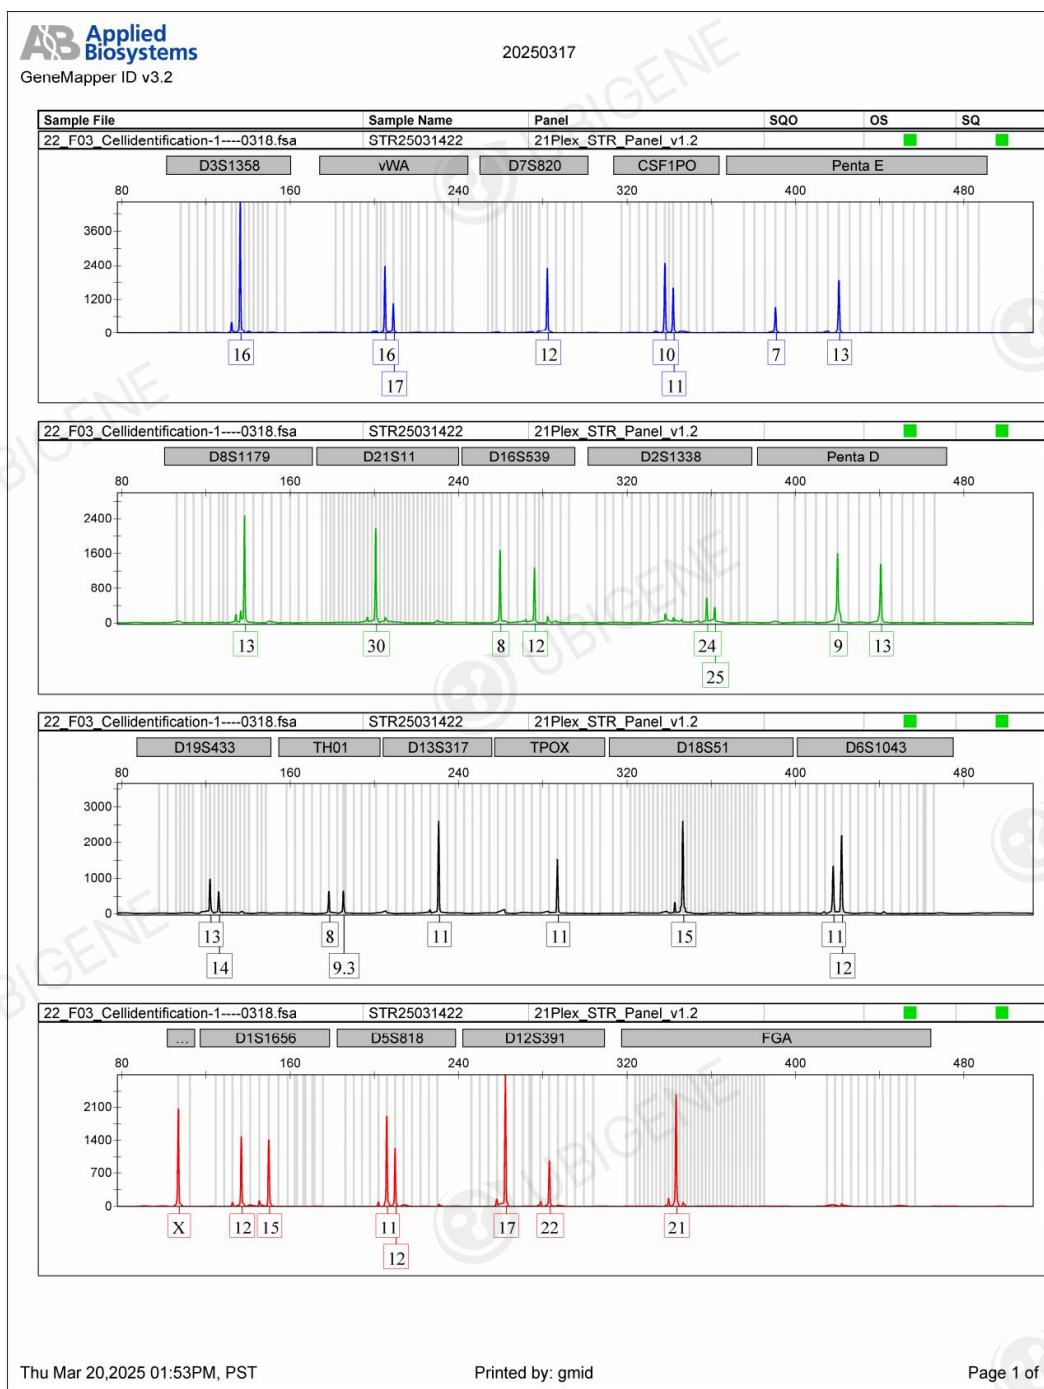 AB Applied Biosystems
20250317
GeneMapper ID v3.2
Sample File Sample Name Panel SQO OS SQ
22_F03_Cellidentification-1----0318.fsa STR25031422 21Plex_STR_Panel_v1.2
D3S1358 vWA D7S820 CSF1PO Penta E
80 160 240 320 400 480
3600
2400
1200
0
16 16 12 10 7 13
17 11
22_F03_Cellidentification-1----0318.fsa STR25031422 21Plex_STR_Panel_v1.2
D8S1179 D21S11 D16S539 D2S1338 Penta D
80 160 240 320 400 480
2400
1600
800
0
13 30 8 12 24 9 13
25
22_F03_Cellidentification-1----0318.fsa STR25031422 21Plex_STR_Panel_v1.2
D19S433 TH01 D13S317 TPOX D18S51 D6S1043
80 160 240 320 400 480
3000
2000
1000
0
13 8 11 11 15 11
14 9.3 12
22_F03_Cellidentification-1----0318.fsa STR25031422 21Plex_STR_Panel_v1.2
... D1S1656 D5S818 D12S391 FGA
80 160 240 320 400 480
2100
1400
700
0
X 12 15 11 17 22 21
12
Thu Mar 20,2025 01:53PM, PST Printed by: gmid Page 1 of
UBIGENE
UBIGENE
UBIGENE
UBIGENE
UBIGENE
UBIGENE